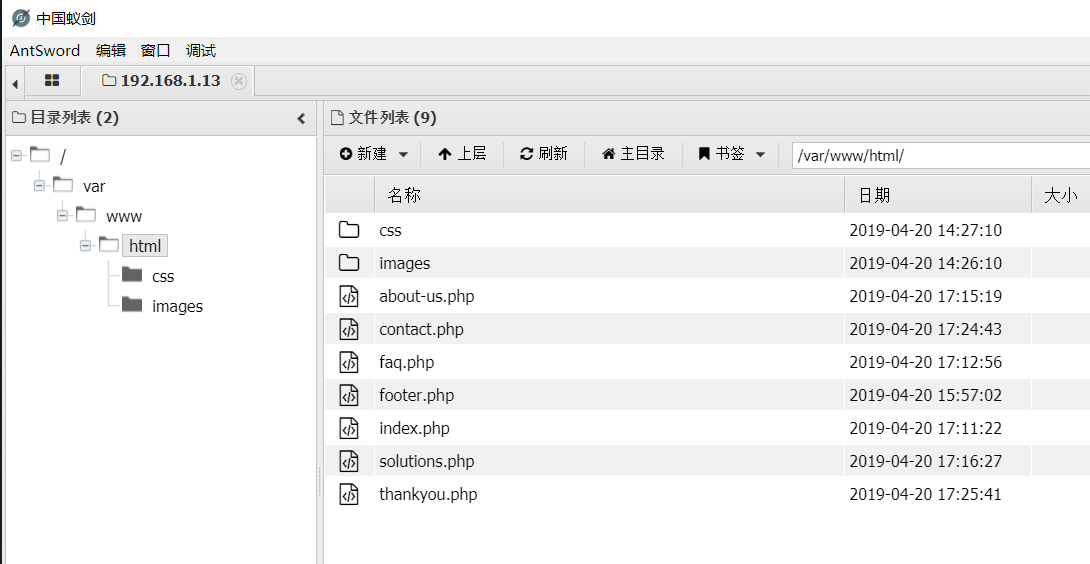 中国蚁剑
AntSword 编辑 窗口 调试
192.168.1.13
目录列表 (2)
/
var
www
html
css
images
文件列表 (9)
新建 上层 刷新 主目录 书签 /var/www/html/
名称 日期 大小
css 2019-04-20 14:27:10
images 2019-04-20 14:26:10
about-us.php 2019-04-20 17:15:19
contact.php 2019-04-20 17:24:43
faq.php 2019-04-20 17:12:56
footer.php 2019-04-20 15:57:02
index.php 2019-04-20 17:11:22
solutions.php 2019-04-20 17:16:27
thankyou.php 2019-04-20 17:25:41